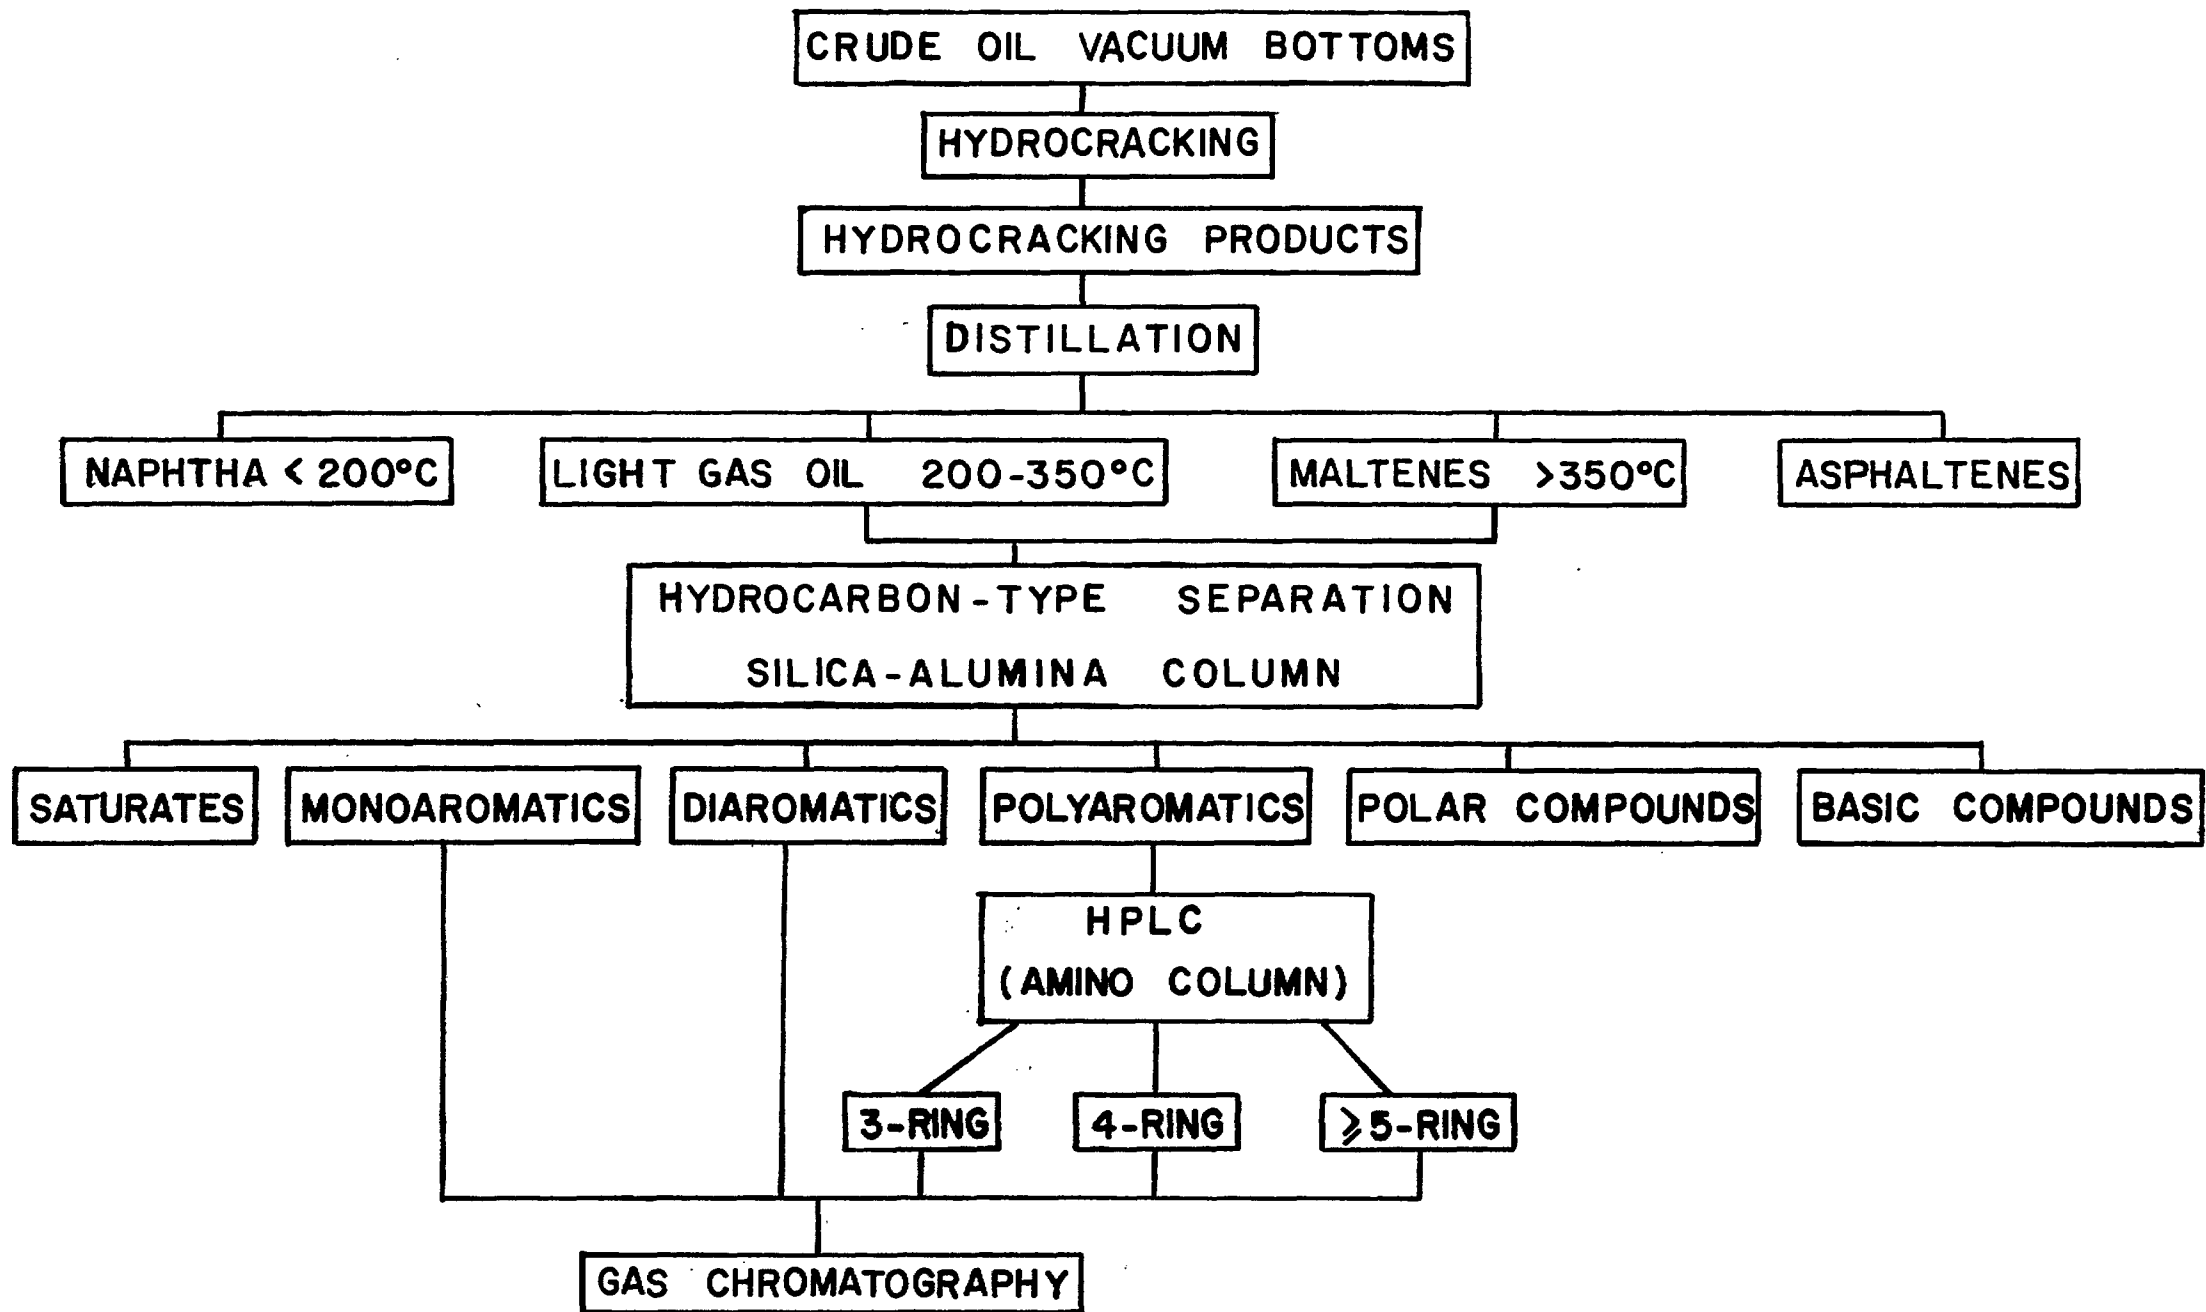 CRUDE OIL VACUUM BOTTOMS
HYDROCRACKING
HYDROCRACKING PRODUCTS
DISTILLATION
NAPHTHA < 200°C
LIGHT GAS OIL 200-350°C
MALTENES >350°C
ASPHALTENES
HYDROCARBON-TYPE SEPARATION
SILICA-ALUMINA COLUMN
SATURATES
MONOAROMATICS
DIAROMATICS
POLYAROMATICS
POLAR COMPOUNDS
BASIC COMPOUNDS
HPLC
(AMINO COLUMN)
3-RING
4-RING
⩾5-RING
GAS CHROMATOGRAPHY